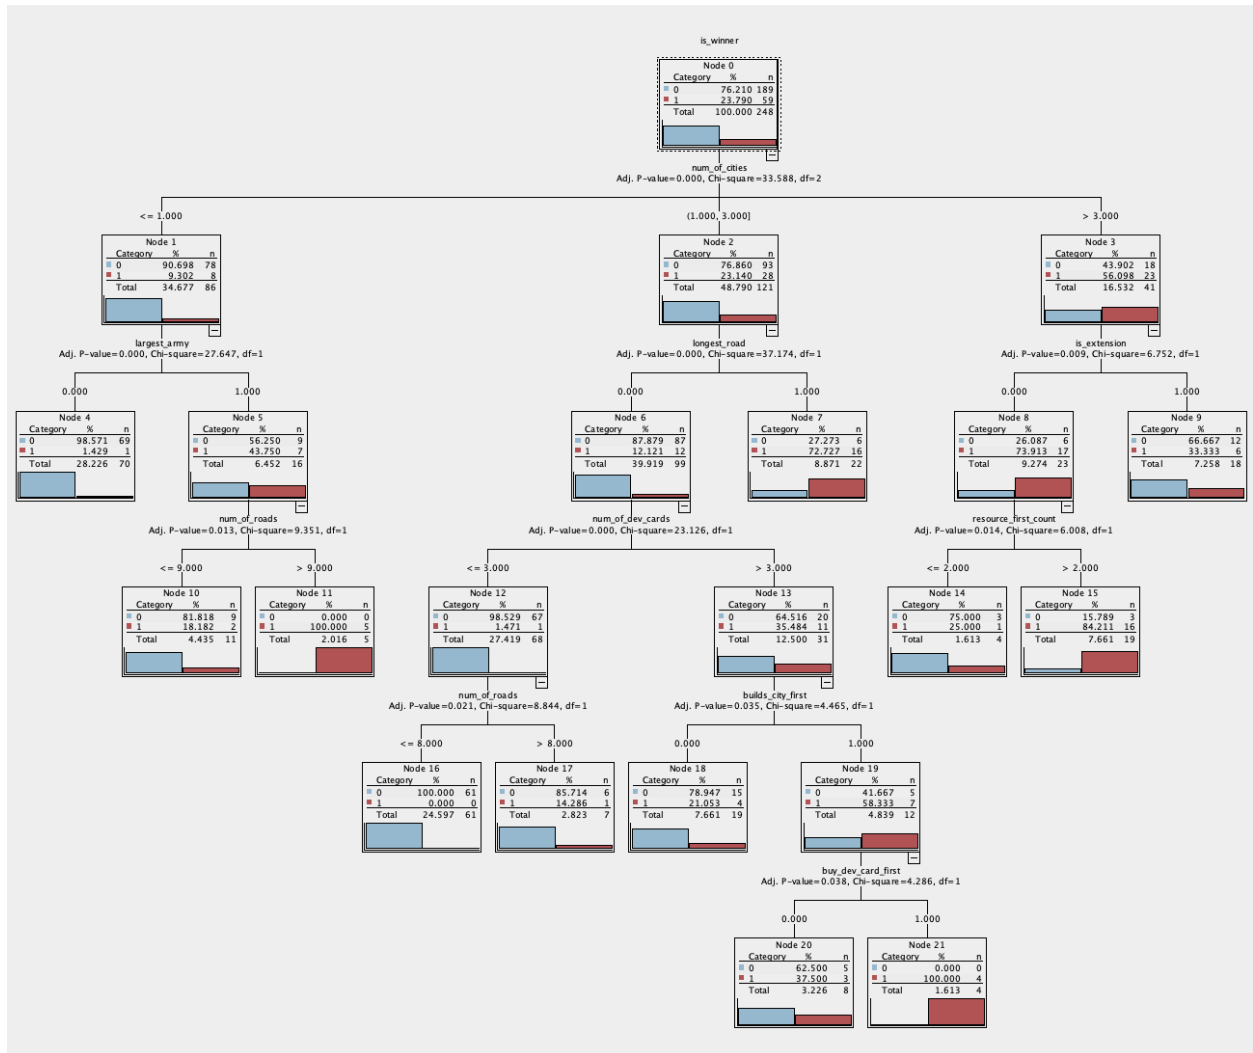 is_winner
Node 0
Category % n
0 76.210 189
1 23.790 59
Total 100.000 248
num_of_cities
Adj. P-value=0.000, Chi-square=33.588, df=2
<= 1.000
(1.000, 3.000]
> 3.000
Node 1
Category % n
0 90.698 78
1 9.302 8
Total 34.677 86
Node 2
Category % n
0 76.860 93
1 23.140 28
Total 48.790 121
Node 3
Category % n
0 43.902 18
1 56.098 23
Total 16.532 41
largest_army
Adj. P-value=0.000, Chi-square=27.647, df=1
longest_road
Adj. P-value=0.000, Chi-square=37.174, df=1
is_extension
Adj. P-value=0.009, Chi-square=6.752, df=1
0.000
1.000
0.000
1.000
0.000
1.000
Node 4
Category % n
0 98.571 69
1 1.429 1
Total 28.226 70
Node 5
Category % n
0 56.250 9
1 43.750 7
Total 6.452 16
Node 6
Category % n
0 87.879 87
1 12.121 12
Total 39.919 99
Node 7
Category % n
0 27.273 6
1 72.727 16
Total 8.871 22
Node 8
Category % n
0 26.087 6
1 73.913 17
Total 9.274 23
Node 9
Category % n
0 66.667 12
1 33.333 6
Total 7.258 18
num_of_roads
Adj. P-value=0.013, Chi-square=9.351, df=1
num_of_dev_cards
Adj. P-value=0.000, Chi-square=23.126, df=1
resource_first_count
Adj. P-value=0.014, Chi-square=6.008, df=1
<= 9.000
> 9.000
<= 3.000
> 3.000
<= 2.000
> 2.000
Node 10
Category % n
0 81.818 9
1 18.182 2
Total 4.435 11
Node 11
Category % n
0 0.000 0
1 100.000 5
Total 2.016 5
Node 12
Category % n
0 98.529 67
1 1.471 1
Total 27.419 68
Node 13
Category % n
0 64.516 20
1 35.484 11
Total 12.500 31
Node 14
Category % n
0 75.000 3
1 25.000 1
Total 1.613 4
Node 15
Category % n
0 15.789 3
1 84.211 16
Total 7.661 19
num_of_roads
Adj. P-value=0.021, Chi-square=8.844, df=1
builds_city_first
Adj. P-value=0.035, Chi-square=4.465, df=1
<= 8.000
> 8.000
0.000
1.000
Node 16
Category % n
0 100.000 61
1 0.000 0
Total 24.597 61
Node 17
Category % n
0 85.714 6
1 14.286 1
Total 2.823 7
Node 18
Category % n
0 78.947 15
1 21.053 4
Total 7.661 19
Node 19
Category % n
0 41.667 5
1 58.333 7
Total 4.839 12
buy_dev_card_first
Adj. P-value=0.038, Chi-square=4.286, df=1
0.000
1.000
Node 20
Category % n
0 62.500 5
1 37.500 3
Total 3.226 8
Node 21
Category % n
0 0.000 0
1 100.000 4
Total 1.613 4